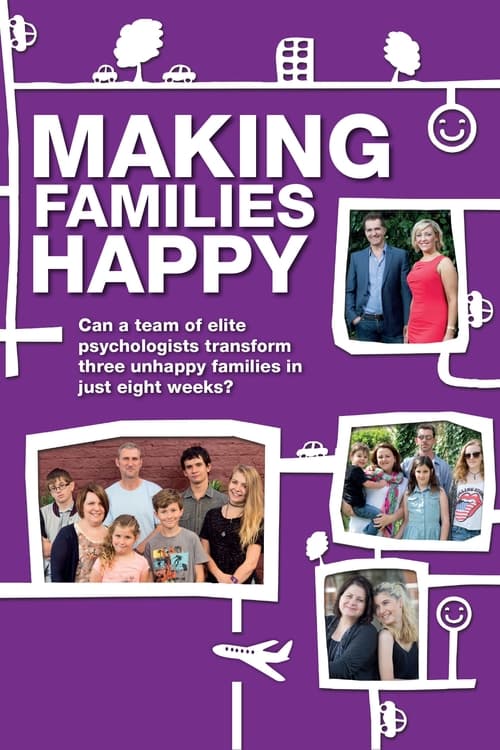 MAKING
FAMILIES
HAPPY
Can a team of elite
psychologists transform
three unhappy families in
just eight weeks?